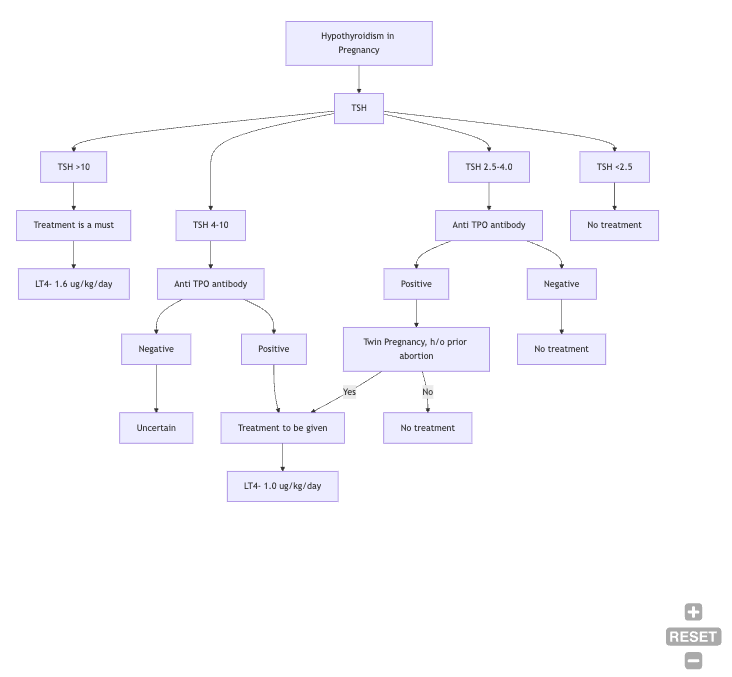 Hypothyroidism in
Pregnancy
TSH
TSH >10
TSH 2.5-4.0
TSH <2.5
Treatment is a must
TSH 4-10
Anti TPO antibody
No treatment
LT4- 1.6 ug/kg/day
Anti TPO antibody
Positive
Negative
Negative
Positive
Twin Pregnancy, h/o prior
abortion
No treatment
Yes
No
Uncertain
Treatment to be given
No treatment
LT4- 1.0 ug/kg/day
RESET